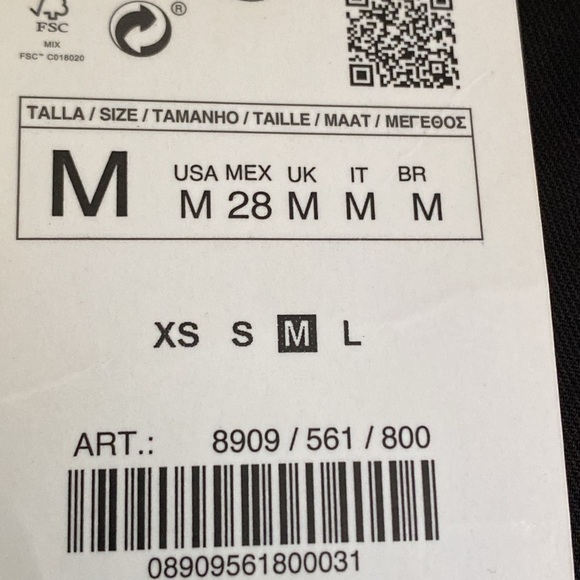 FSC
MIX
FSC™ C018020
®
TALLA / SIZE / TAMANHO / TAILLE / MAAT / ΜΕΓΕΘΟΣ
M
USA MEX UK IT BR
M 28 M M M
XS S M L
ART.: 8909 / 561 / 800
08909561800031